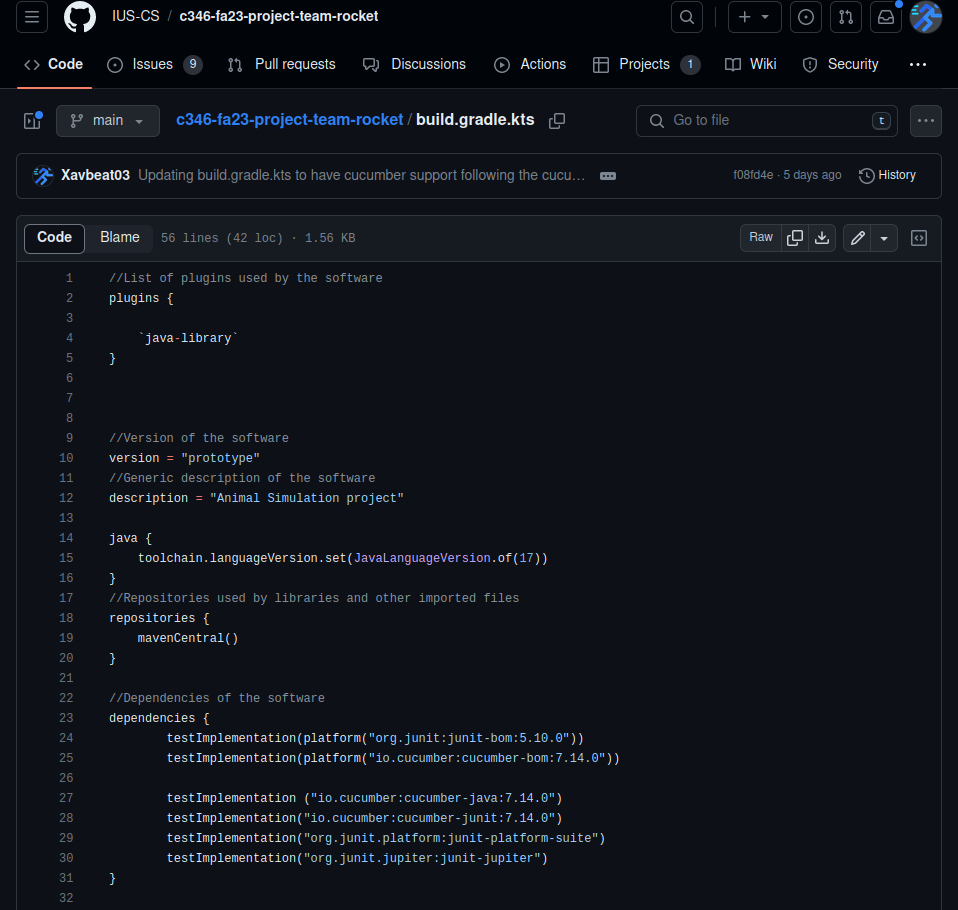 IUS-CS / c346-fa23-project-team-rocket
Code Issues 9 Pull requests Discussions Actions Projects 1 Wiki Security
main c346-fa23-project-team-rocket / build.gradle.kts Go to file t
Xavbeat03 Updating build.gradle.kts to have cucumber support following the cucu… f08fd4e · 5 days ago History
Code Blame 56 lines (42 loc) · 1.56 KB Raw
1 //List of plugins used by the software
2 plugins {
3
4     `java-library`
5 }
6
7
8
9 //Version of the software
10 version = "prototype"
11 //Generic description of the software
12 description = "Animal Simulation project"
13
14 java {
15     toolchain.languageVersion.set(JavaLanguageVersion.of(17))
16 }
17 //Repositories used by libraries and other imported files
18 repositories {
19     mavenCentral()
20 }
21
22 //Dependencies of the software
23 dependencies {
24         testImplementation(platform("org.junit:junit-bom:5.10.0"))
25         testImplementation(platform("io.cucumber:cucumber-bom:7.14.0"))
26
27         testImplementation ("io.cucumber:cucumber-java:7.14.0")
28         testImplementation("io.cucumber:cucumber-junit:7.14.0")
29         testImplementation("org.junit.platform:junit-platform-suite")
30         testImplementation("org.junit.jupiter:junit-jupiter")
31 }
32